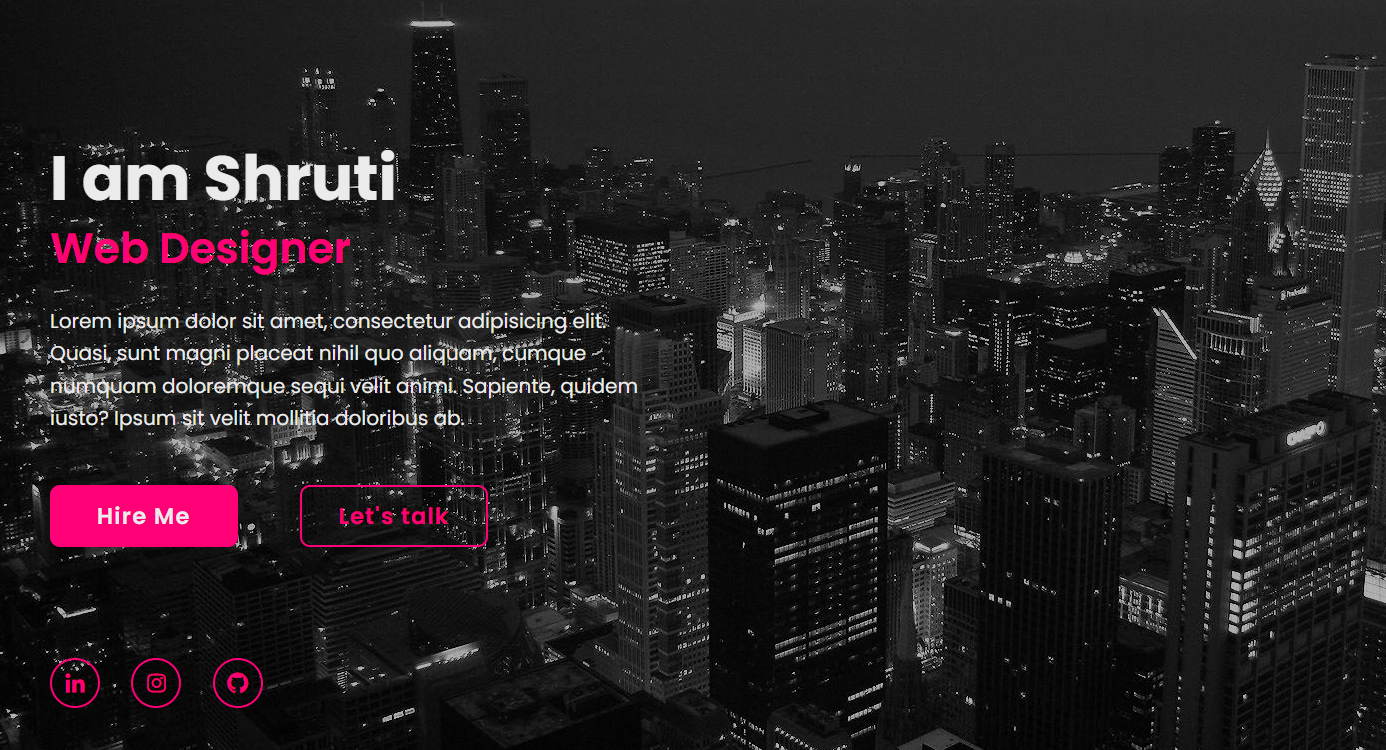 I am Shruti
Web Designer
Lorem ipsum dolor sit amet, consectetur adipisicing elit.
Quasi, sunt magni placeat nihil quo aliquam, cumque
numquam doloremque sequi velit animi. Sapiente, quidem
iusto? Ipsum sit velit mollitia doloribus ab.
Hire Me
Let's talk
in